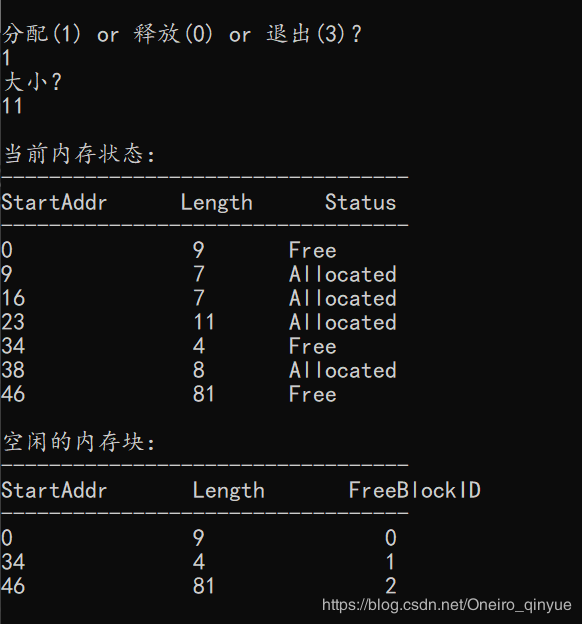 分配(1) or 释放(0) or 退出(3)?
1
大小?
11
当前内存状态:
----------------------------------
StartAddr Length Status
----------------------------------
0 9 Free
9 7 Allocated
16 7 Allocated
23 11 Allocated
34 4 Free
38 8 Allocated
46 81 Free
空闲的内存块:
----------------------------------
StartAddr Length FreeBlockID
----------------------------------
0 9 0
34 4 1
46 81 2
https://blog.csdn.net/Oneiro_qinyue